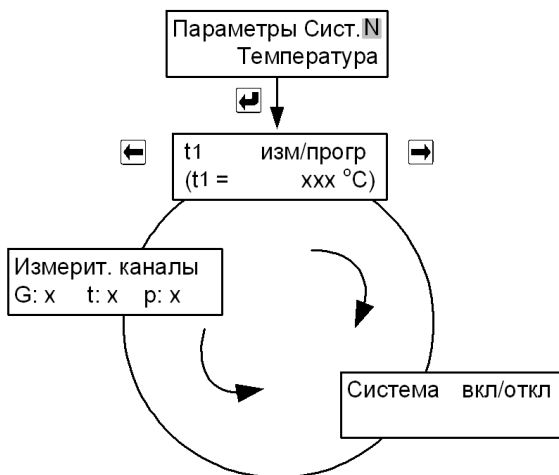 Параметры Сист. N
Температура
t1 изм/прогр
(t1 = xxx °C)
Измерит. каналы
G: x t: x p: x
Система вкл/откл